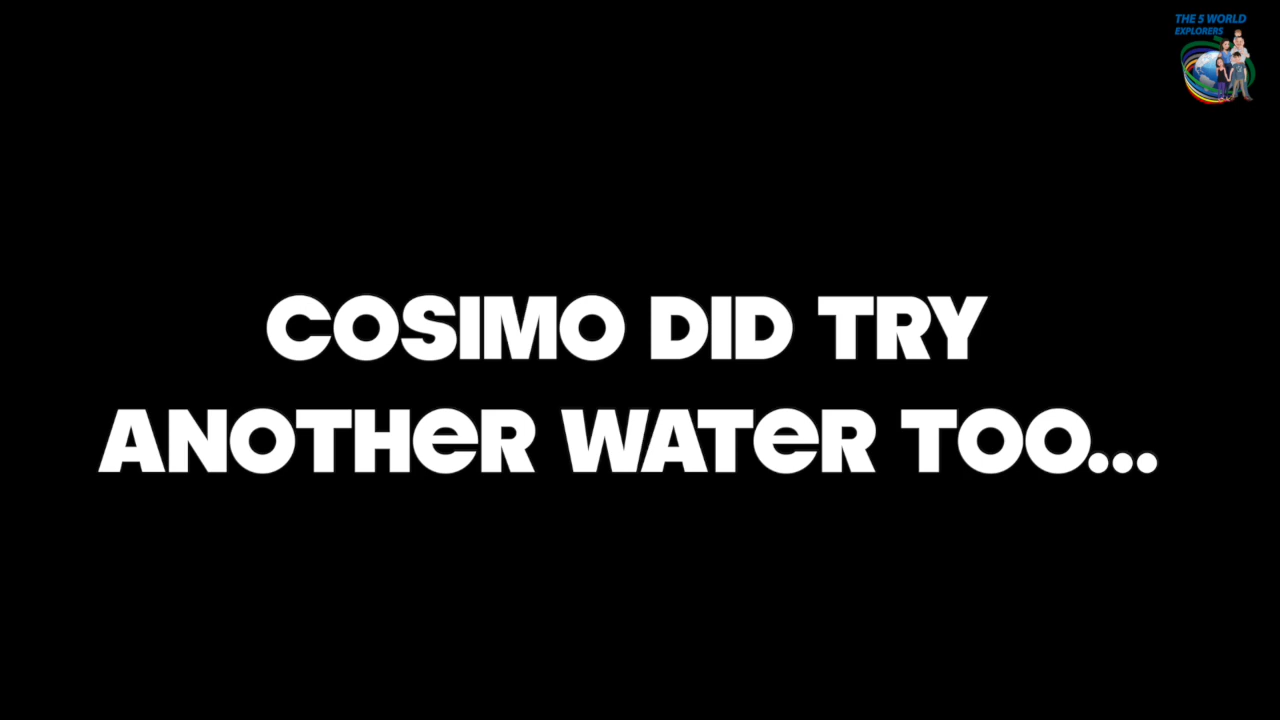 THE 5 WORLD
EXPLORERS
COSIMO DID TRY
ANOTHeR WATeR TOO...